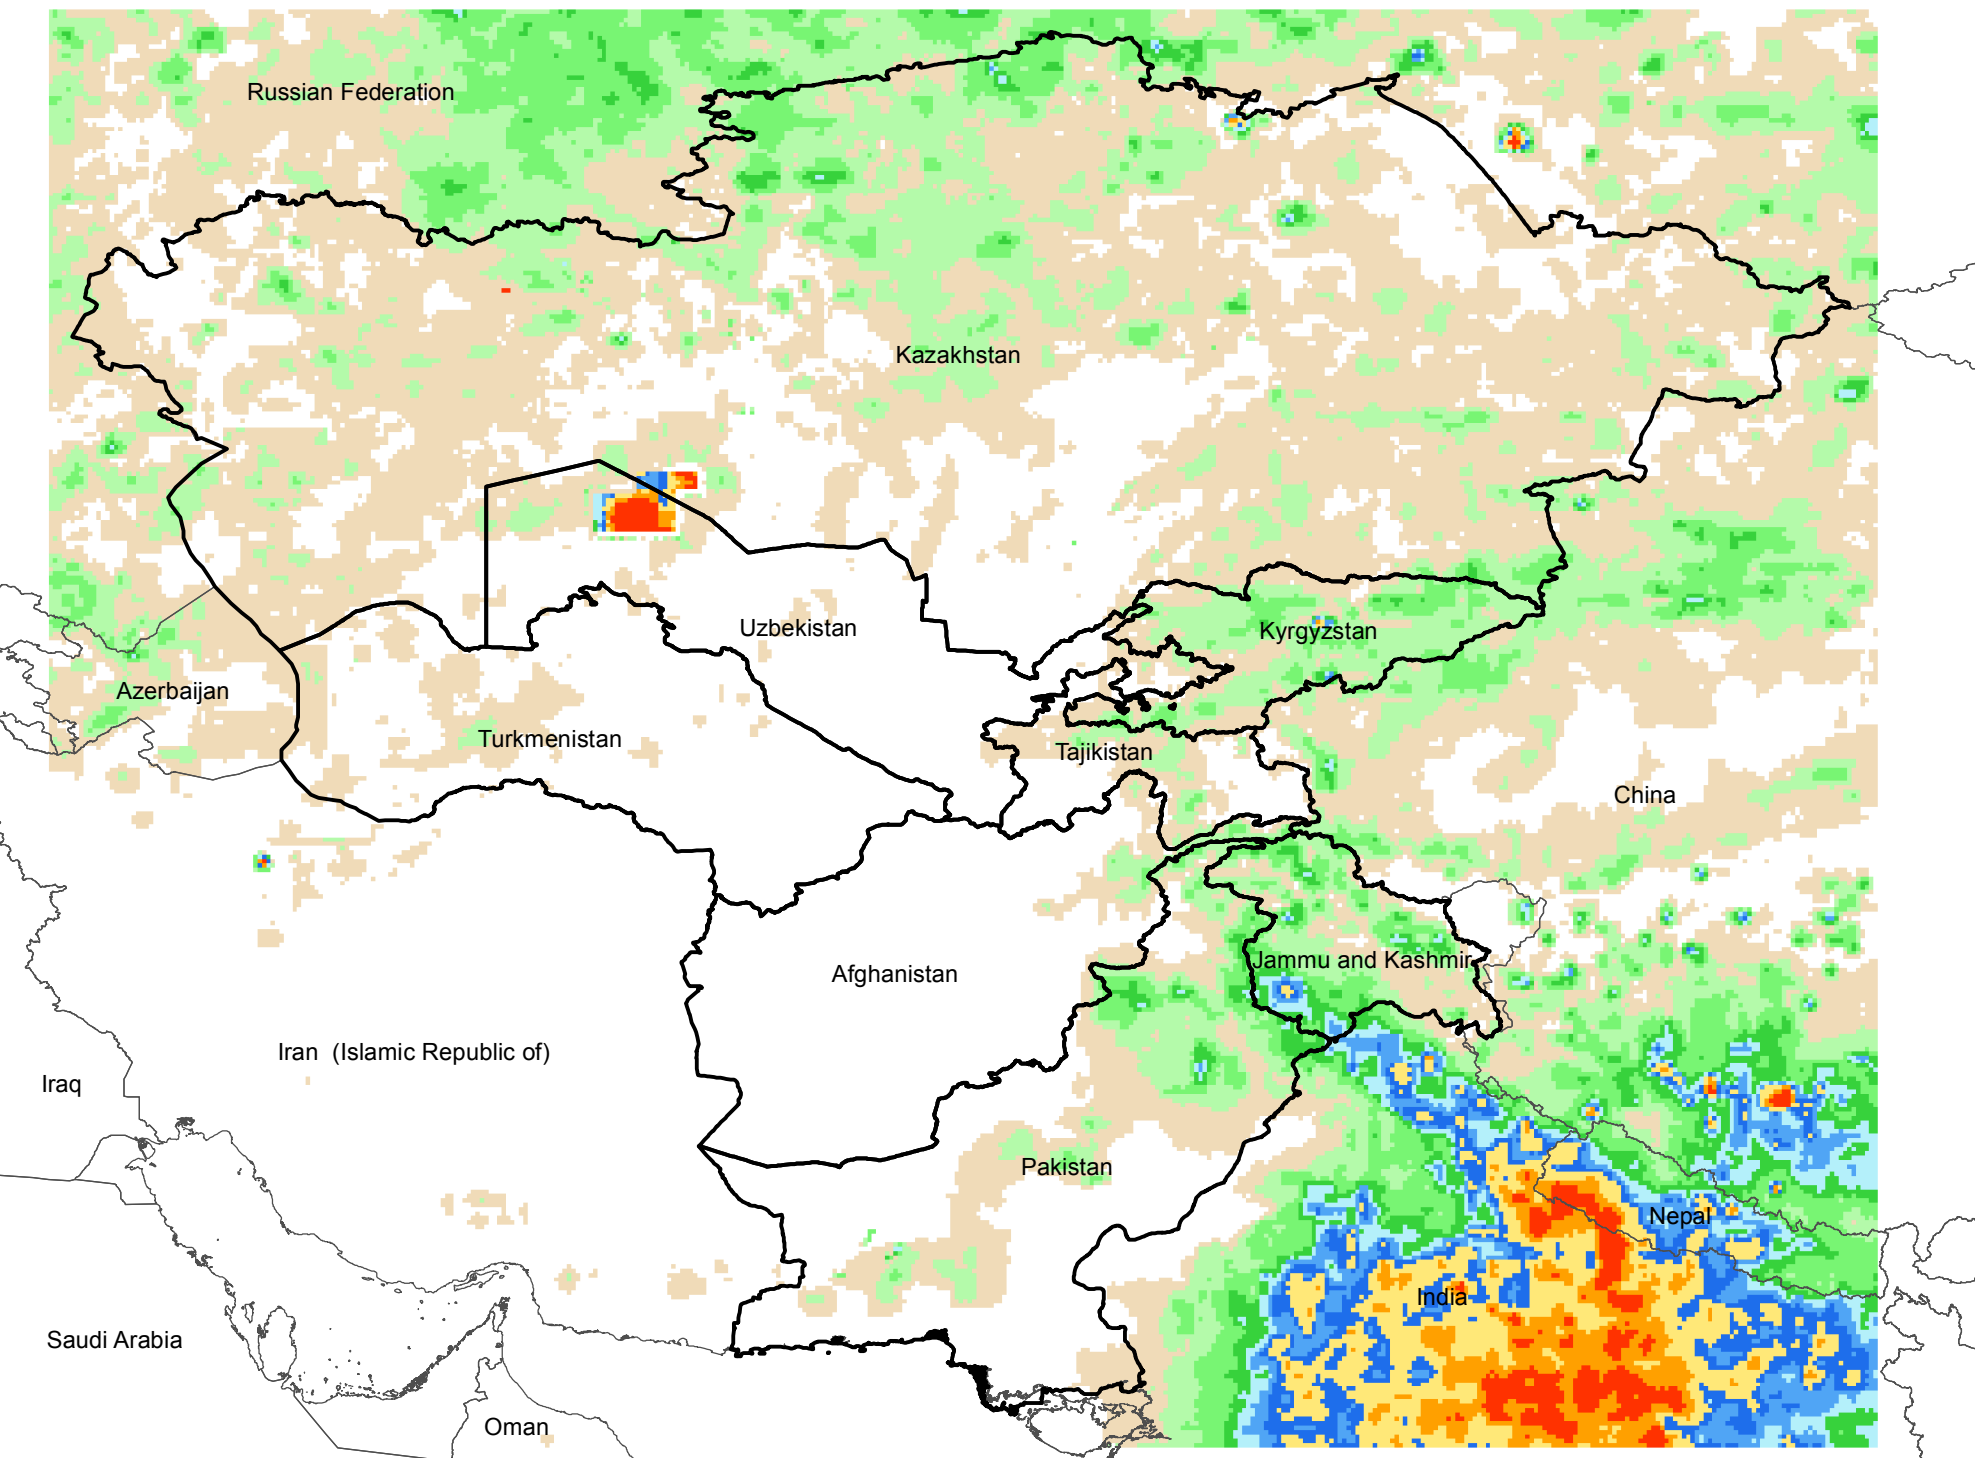 Russian Federation
Kazakhstan
Uzbekistan
Kyrgyzstan
Azerbaijan
Turkmenistan
Tajikistan
China
Jammu and Kashmir
Afghanistan
Iran  (Islamic Republic of)
Iraq
Pakistan
Nepal
India
Saudi Arabia
Oman